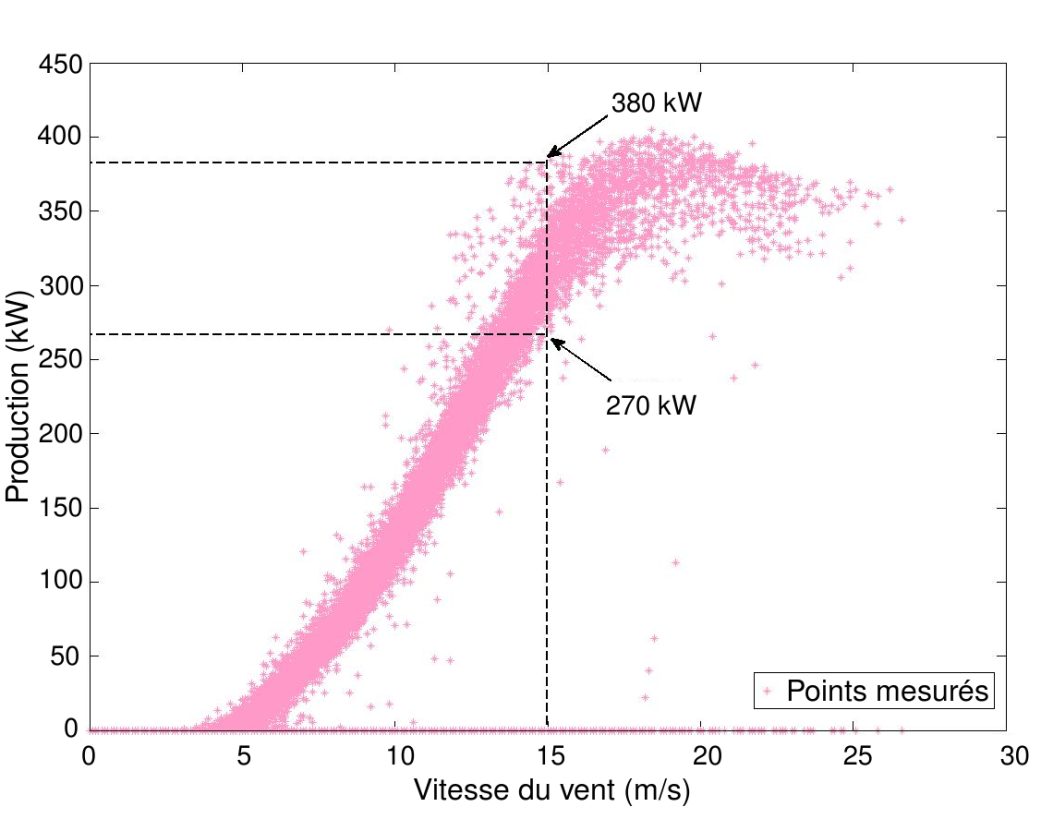 450
400
350
300
250
200
150
100
50
0
Production (kW)
380 kW
270 kW
Points mesurés
0 5 10 15 20 25 30
Vitesse du vent (m/s)